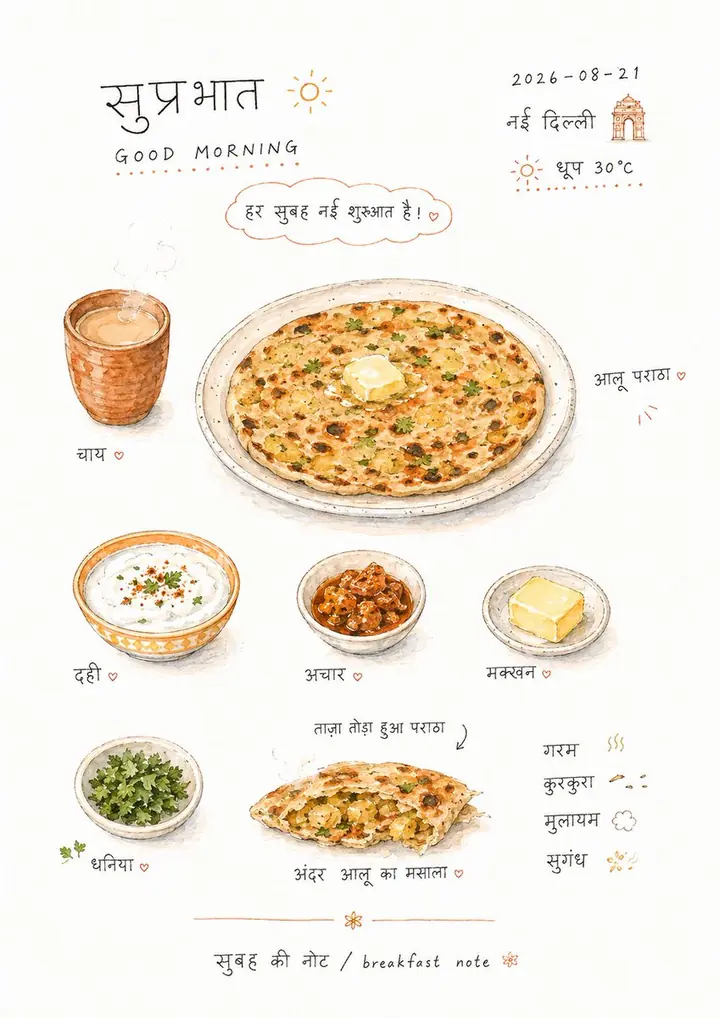 सुप्रभात
GOOD MORNING
2026-08-21
नई दिल्ली
धूप 30°C
हर सुबह नई शुरुआत है!
चाय
आलू पराठा
दही
अचार
मक्खन
ताज़ा तोड़ा हुआ पराठा
धनिया
अंदर आलू का मसाला
गरम
कुरकुरा
मुलायम
सुगंध
सुबह की नोट / breakfast note